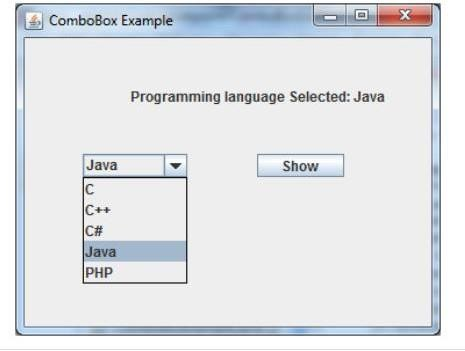 ComboBox Example
Programming language Selected: Java
Java
Show
C
C++
C#
Java
PHP